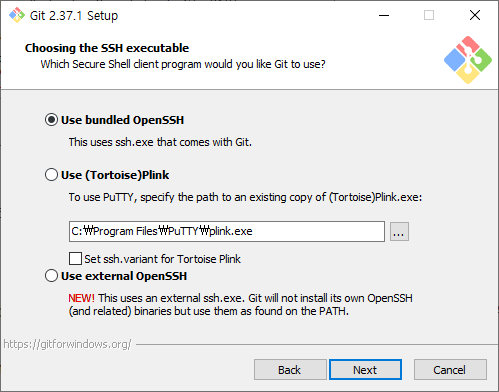 Git 2.37.1 Setup
Choosing the SSH executable
Which Secure Shell client program would you like Git to use?
Use bundled OpenSSH
This uses ssh.exe that comes with Git.
Use (Tortoise)Plink
To use PuTTY, specify the path to an existing copy of (Tortoise)Plink.exe:
C:₩Program Files₩PuTTY₩plink.exe
...
Set ssh.variant for Tortoise Plink
Use external OpenSSH
NEW! This uses an external ssh.exe. Git will not install its own OpenSSH
(and related) binaries but use them as found on the PATH.
https://gitforwindows.org/
Back Next Cancel